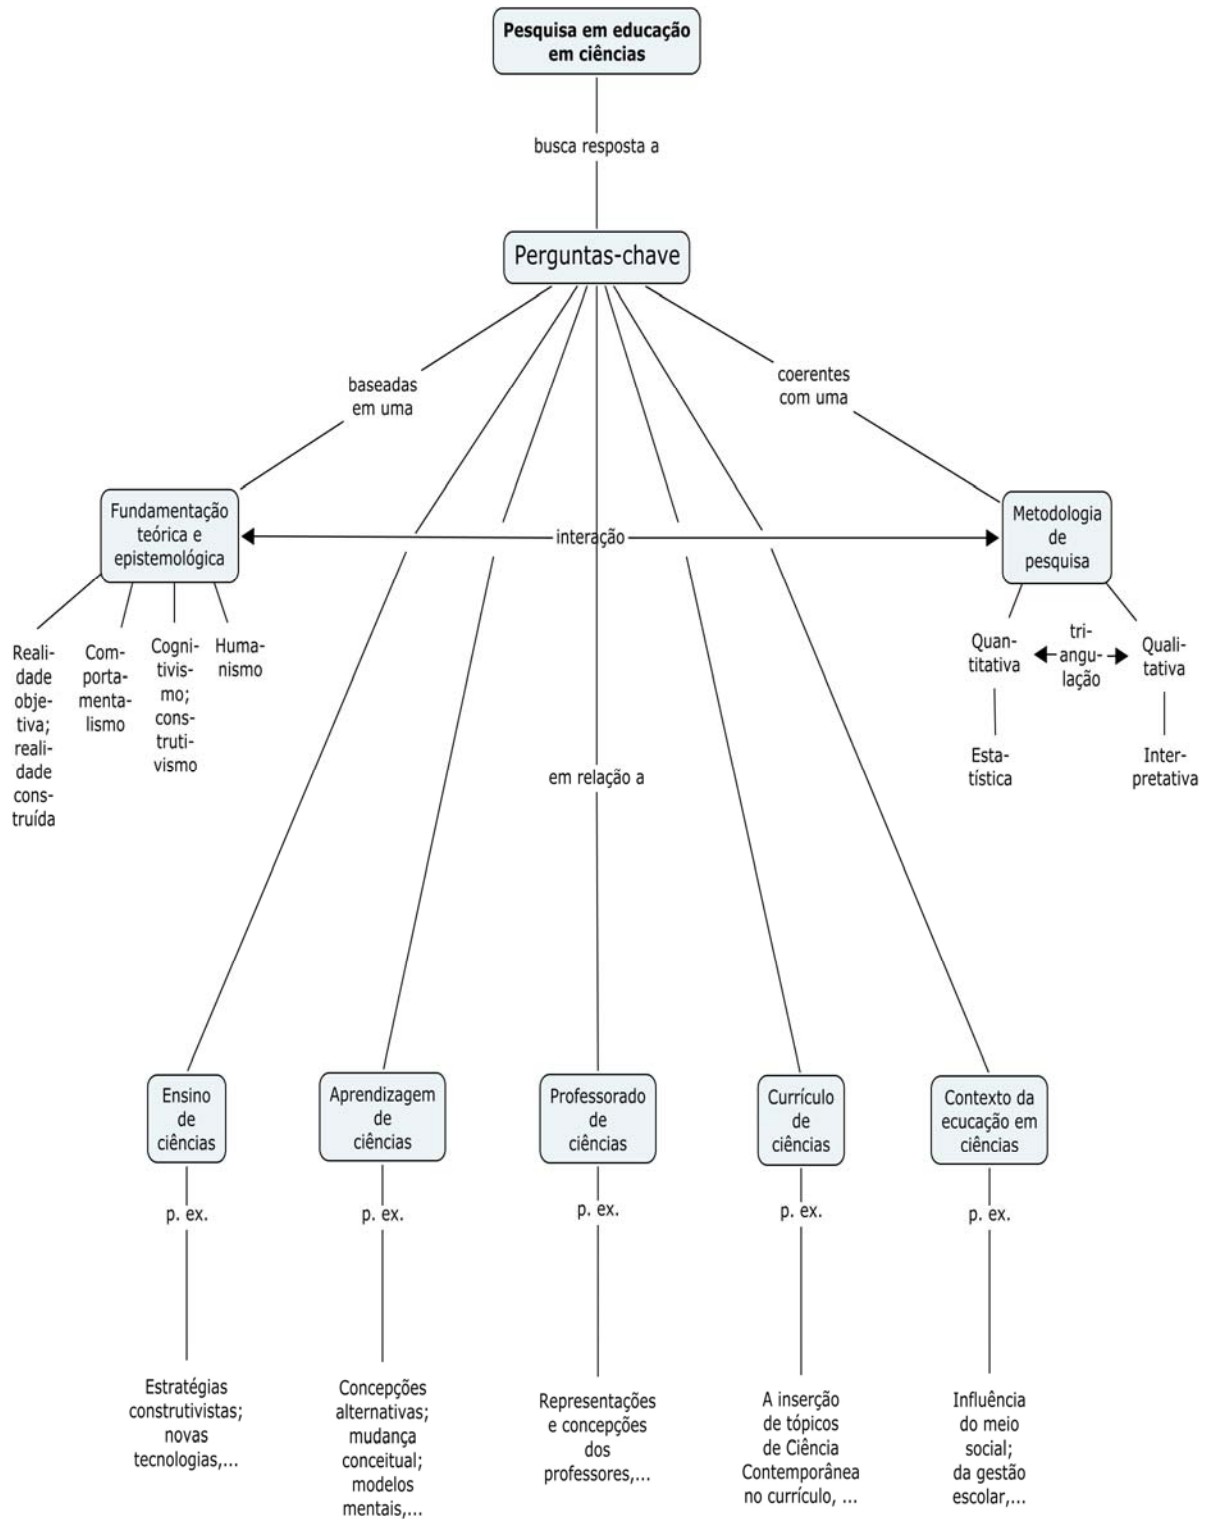 Pesquisa em educação
em ciências
busca resposta a
Perguntas-chave
baseadas
em uma
coerentes
com uma
Fundamentação
teórica e
epistemológica
interação
Metodologia
de
pesquisa
Reali-
dade
obje-
tiva;
reali-
dade
cons-
truída
Com-
porta-
menta-
lismo
Cogni-
tivis-
mo;
cons-
truti-
vismo
Huma-
nismo
Quan-
titativa
tri-
angu-
lação
Quali-
tativa
Esta-
tística
Inter-
pretativa
em relação a
Ensino
de
ciências
Aprendizagem
de
ciências
Professorado
de
ciências
Currículo
de
ciências
Contexto da
ecucação em
ciências
p. ex.
p. ex.
p. ex.
p. ex.
p. ex.
Estratégias
construtivistas;
novas
tecnologias,...
Concepções
alternativas;
mudança
conceitual;
modelos
mentais,...
Representações
e concepções
dos
professores,...
A inserção
de tópicos
de Ciência
Contemporânea
no currículo, ...
Influência
do meio
social;
da gestão
escolar,...